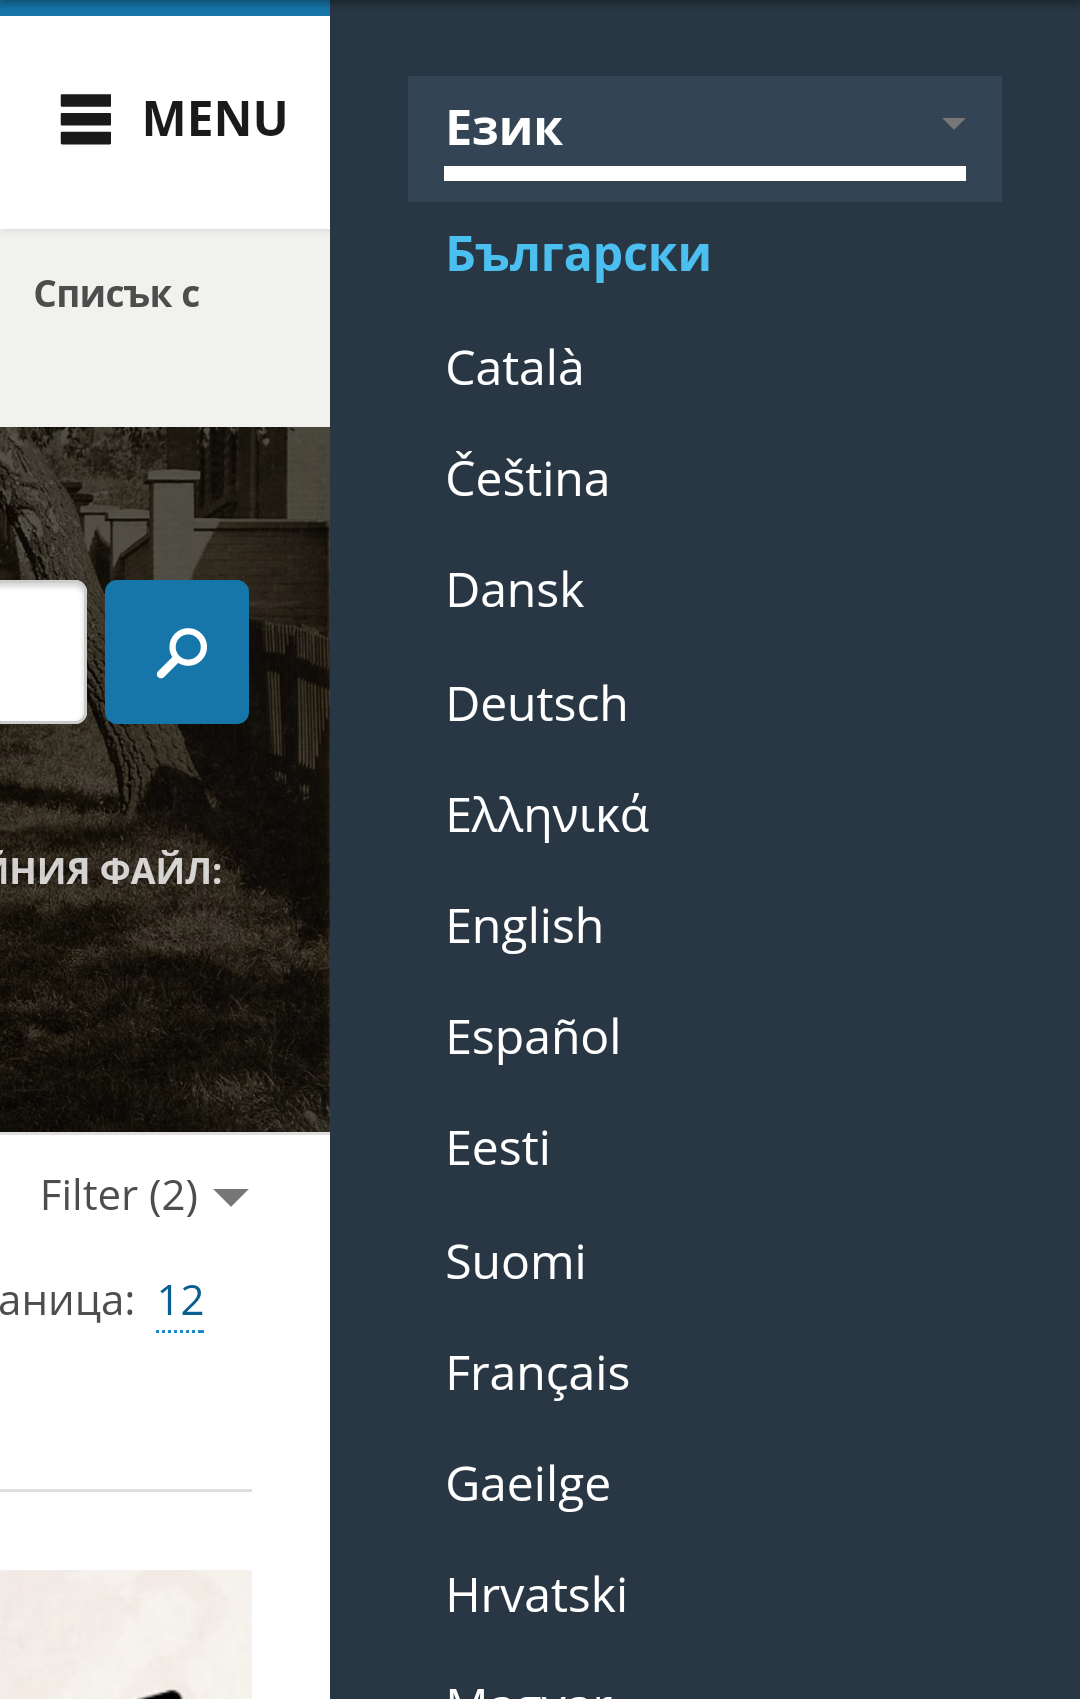 MENU
Списък с
ФАЙЛ:
Filter (2)
12
Език
Български
Català
Čeština
Dansk
Deutsch
Ελληνικά
English
Español
Eesti
Suomi
Français
Gaeilge
Hrvatski
Magyar